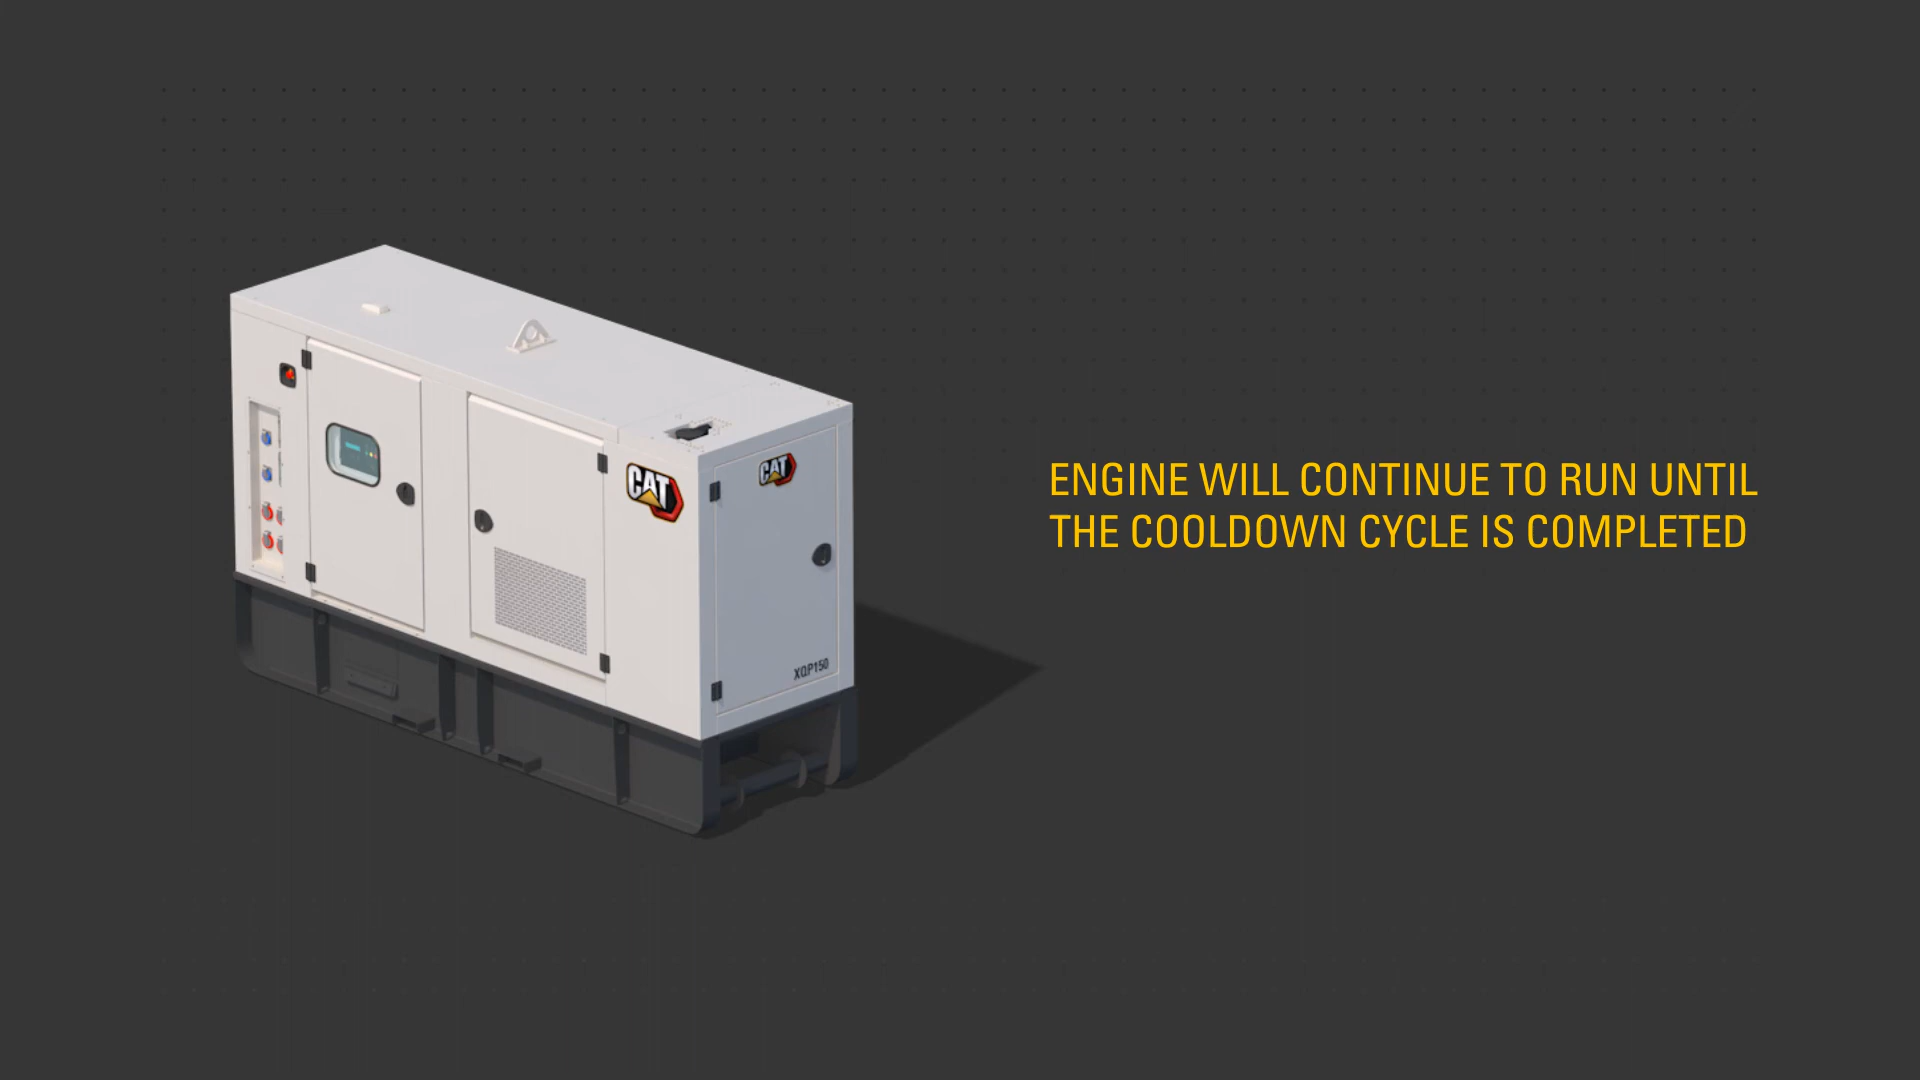 CAT
CAT
ENGINE WILL CONTINUE TO RUN UNTIL
THE COOLDOWN CYCLE IS COMPLETED
XQP150